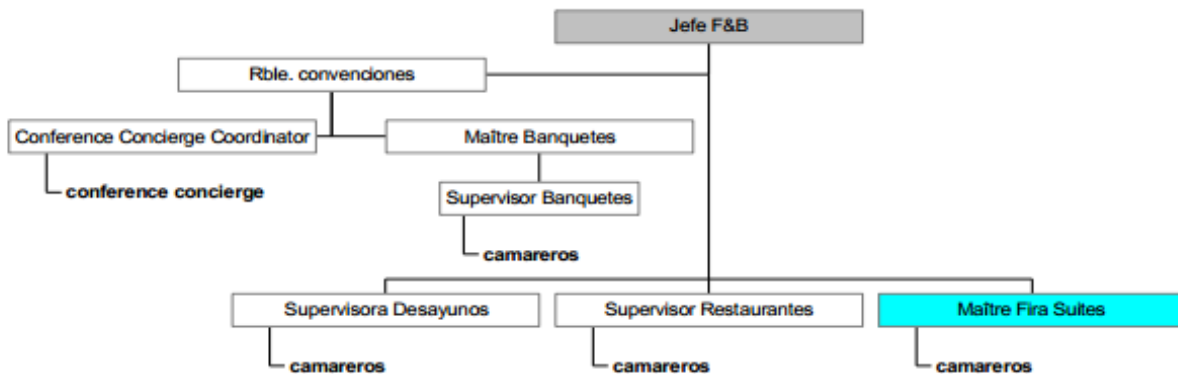 Jefe F&B
Rble. convenciones
Conference Concierge Coordinator
Maître Banquetes
conference concierge
Supervisor Banquetes
camareros
Supervisora Desayunos
Supervisor Restaurantes
Maître Fira Suites
camareros
camareros
camareros